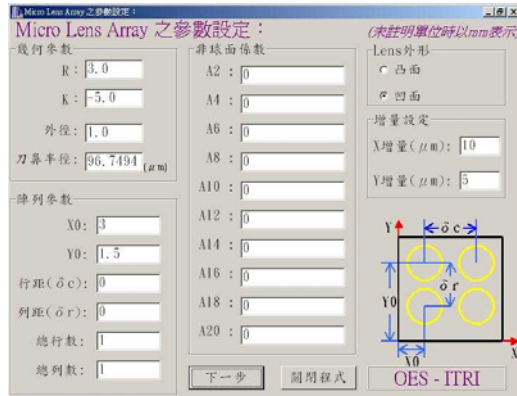 Micro Lens Array 之參數設定：
Micro Lens Array 之參數設定：
(未註明單位時以mm表示)
幾何參數
R : 3.0
K : -5.0
外徑: 1.0
刀鼻半徑: 96.7494 (μm)
陣列參數
X0: 3
Y0: 1.5
行距(δc): 0
列距(δr): 0
總行數: 1
總列數: 1
非球面係數
A2 : 0
A4 : 0
A6 : 0
A8 : 0
A10 : 0
A12 : 0
A14 : 0
A16 : 0
A18 : 0
A20 : 0
下一步
關閉程式
Lens外形
凸面
凹面
增量設定
X增量(μm): 10
Y增量(μm): 5
Y
δc
δr
Y0
X0
X
OES - ITRI